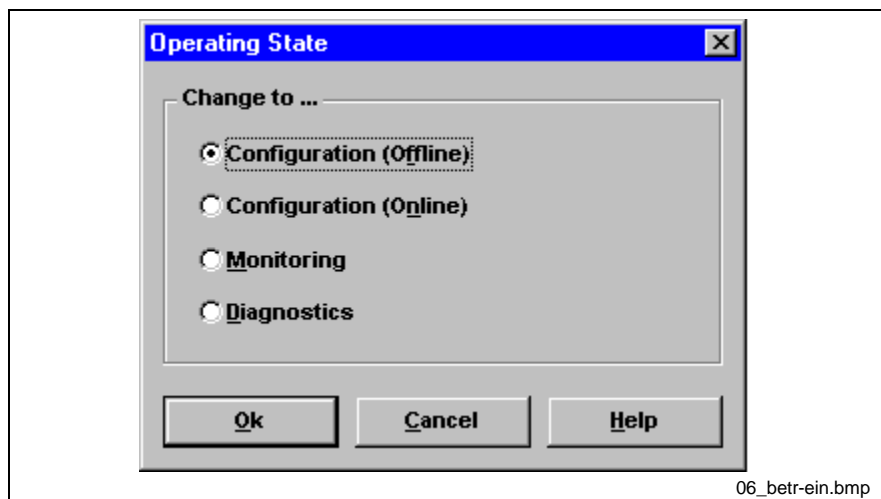 Operating State
Change to ...
Configuration (Offline)
Configuration (Online)
Monitoring
Diagnostics
Ok Cancel Help
06_betr-ein.bmp